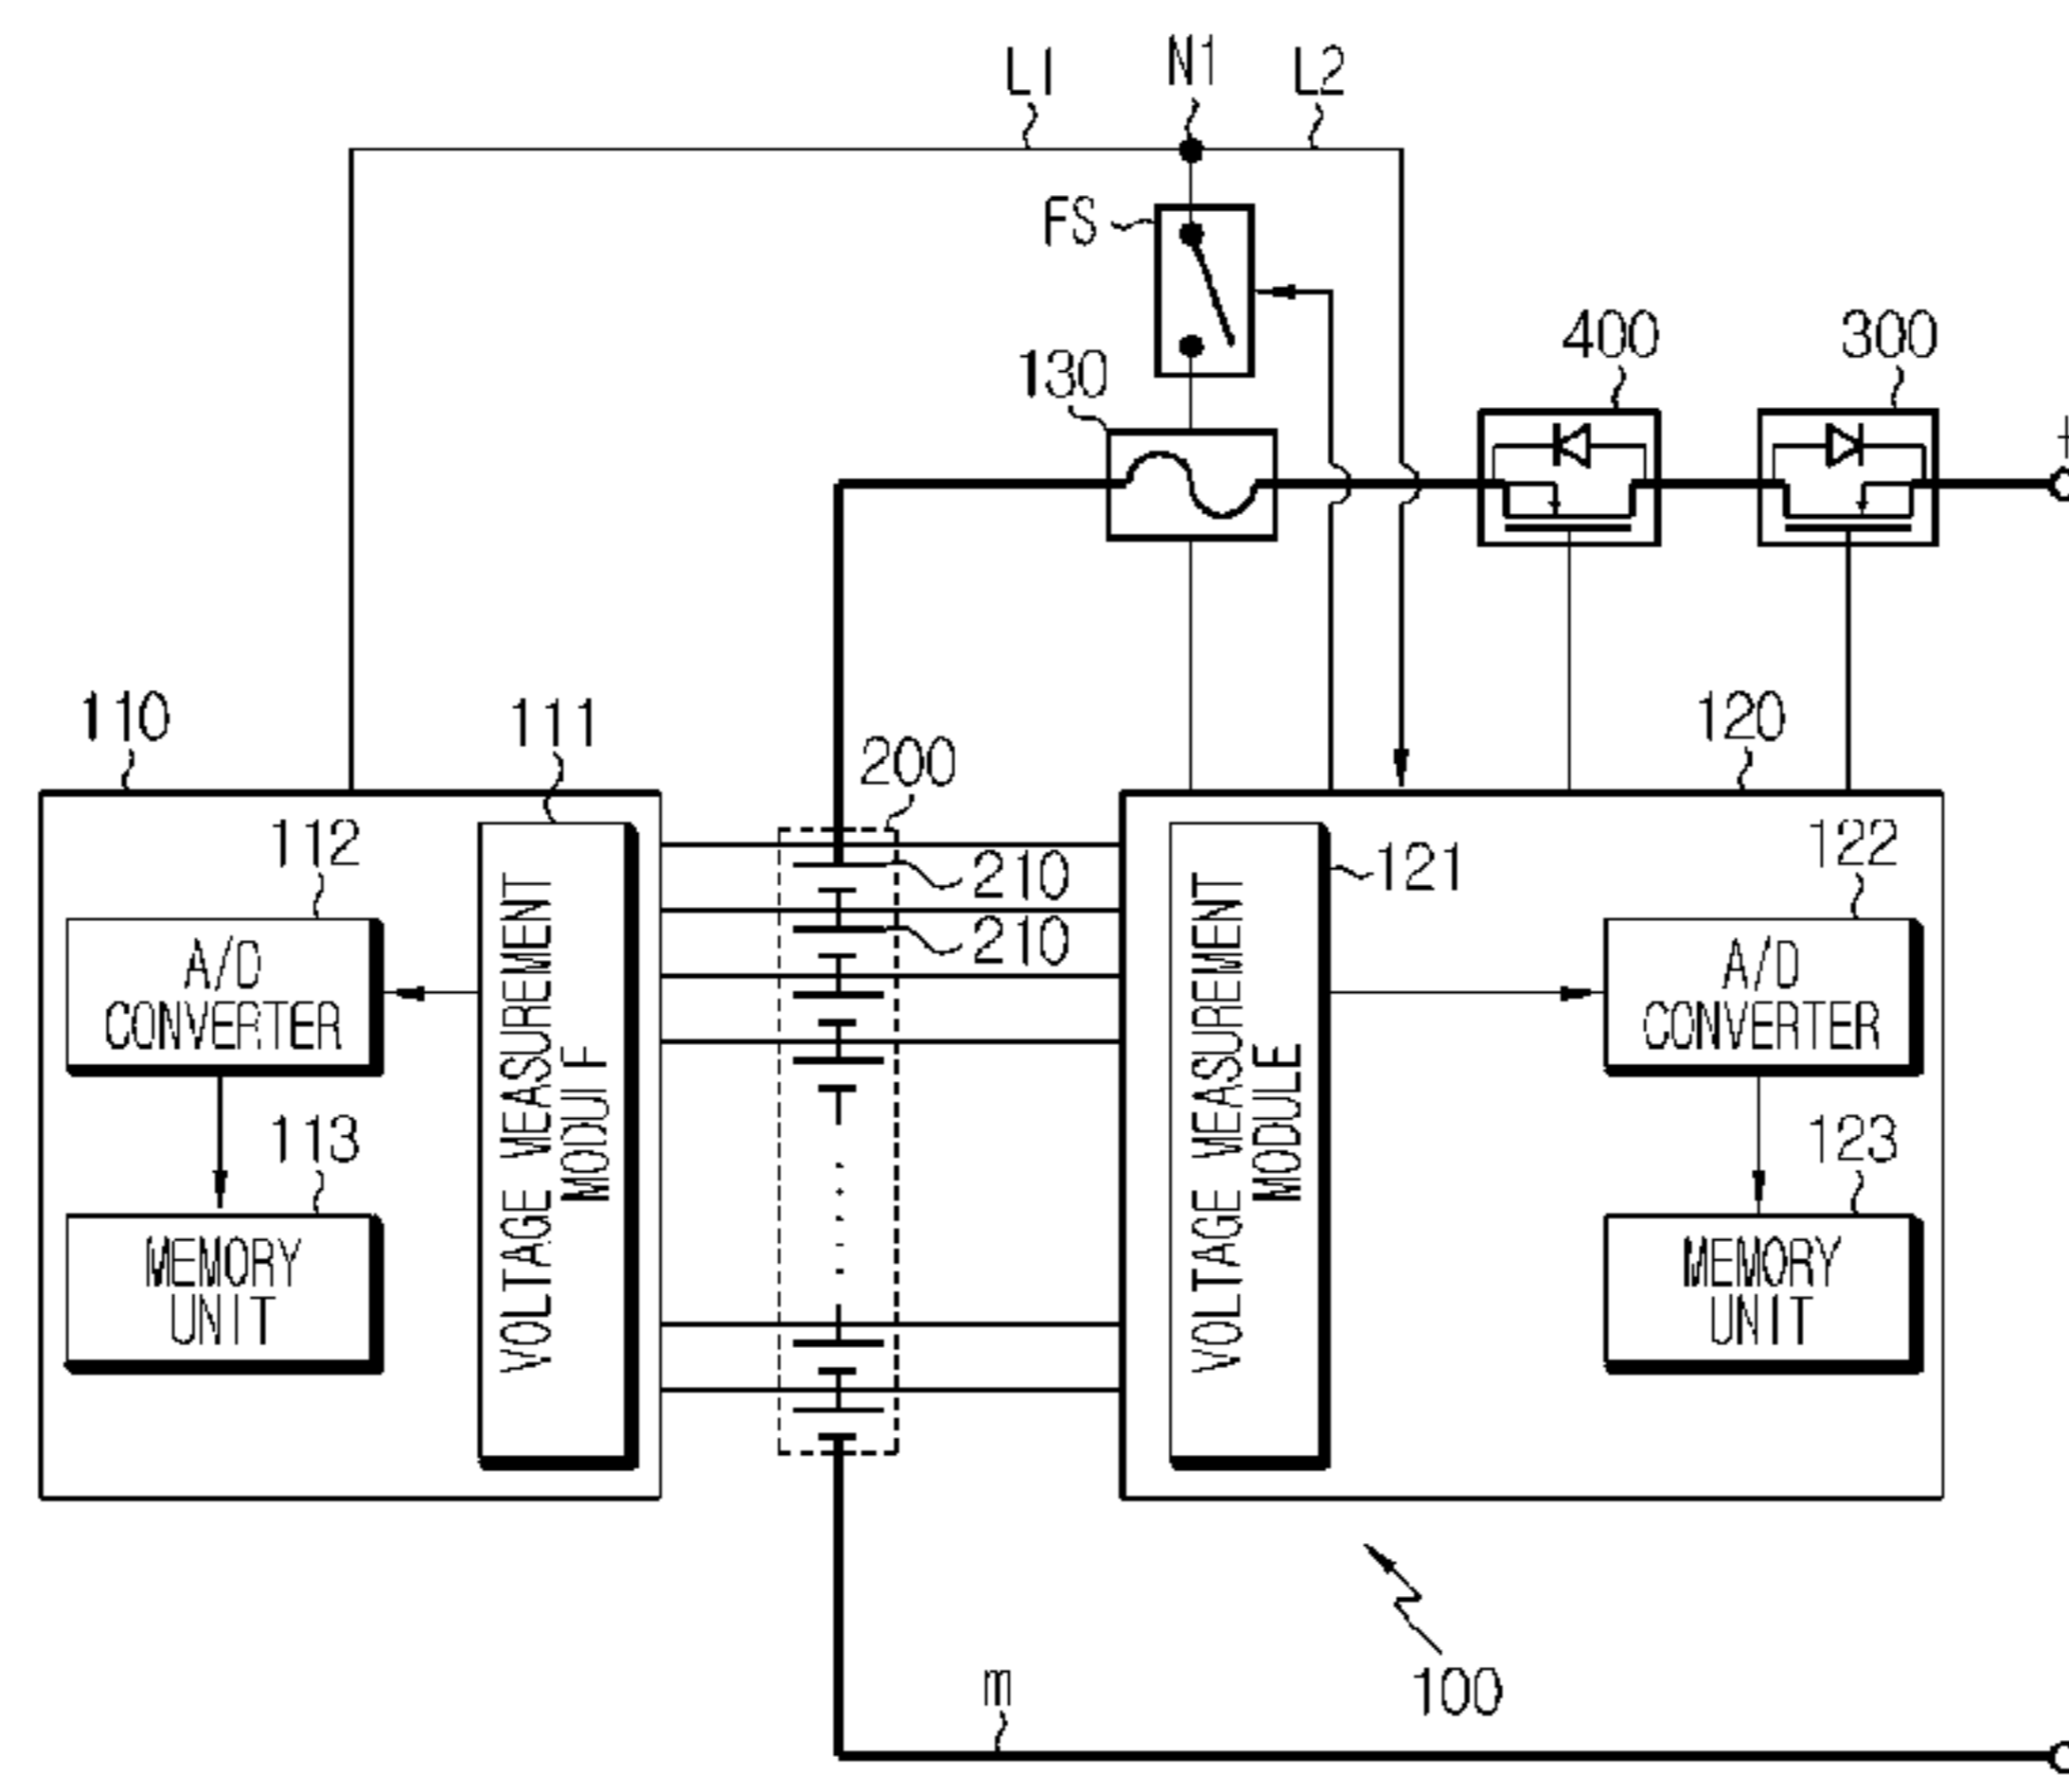 L1
N1
L2
FS
130
400
300
+
110
111
200
120
112
210
121
122
210
A/D
CONVERTER
VOLTAGE MEASUREMENT
MODULE
VOLTAGE MEASUREMENT
MODULE
A/D
CONVERTER
113
123
MEMORY
UNIT
MEMORY
UNIT
m
100